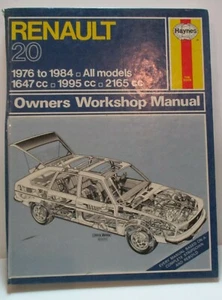 RENAULT
20
Haynes
1976 to 1984 □ All models
1647 cc □ 1995 cc □ 2165 cc
Owners Workshop Manual